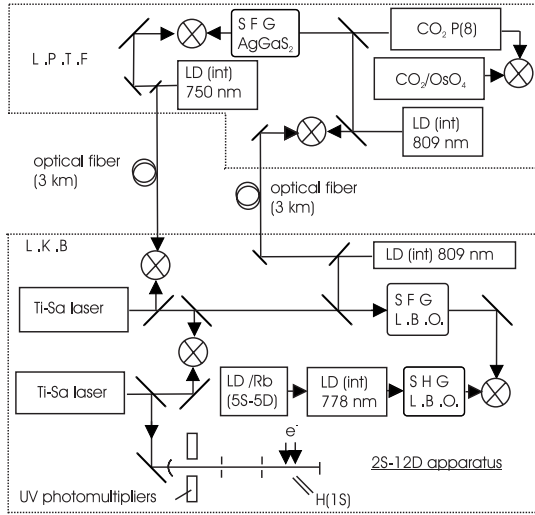 S F G
AgGaS₂
CO₂ P(8)
L.P.T.F
LD (int)
750 nm
CO₂/OsO₄
LD (int)
809 nm
optical fiber
(3 km)
optical fiber
(3 km)
L.K.B
LD (int) 809 nm
Ti-Sa laser
S F G
L.B.O.
Ti-Sa laser
LD /Rb
(5S-5D)
LD (int)
778 nm
S H G
L.B.O.
e⁻
2S-12D apparatus
UV photomultipliers
H(1S)